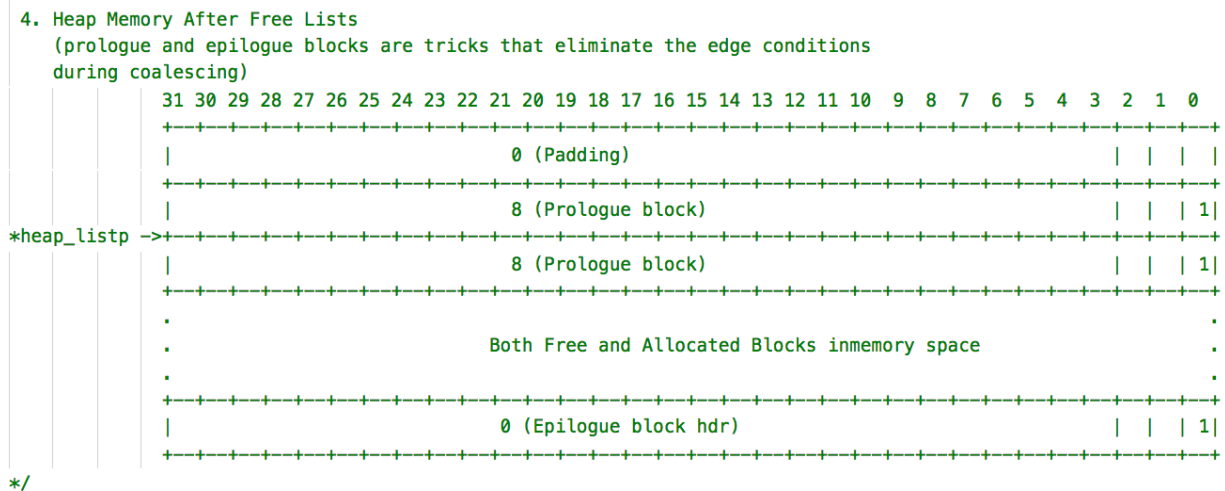 4. Heap Memory After Free Lists
(prologue and epilogue blocks are tricks that eliminate the edge conditions
during coalescing)
31 30 29 28 27 26 25 24 23 22 21 20 19 18 17 16 15 14 13 12 11 10 9 8 7 6 5 4 3 2 1 0
+--+--+--+--+--+--+--+--+--+--+--+--+--+--+--+--+--+--+--+--+--+--+--+--+--+--+--+--+--+--+--+--+
| 0 (Padding) | | | |
+--+--+--+--+--+--+--+--+--+--+--+--+--+--+--+--+--+--+--+--+--+--+--+--+--+--+--+--+--+--+--+--+
| 8 (Prologue block) | | | 1|
*heap_listp ->+--+--+--+--+--+--+--+--+--+--+--+--+--+--+--+--+--+--+--+--+--+--+--+--+--+--+--+--+--+--+--+--+
| 8 (Prologue block) | | | 1|
+--+--+--+--+--+--+--+--+--+--+--+--+--+--+--+--+--+--+--+--+--+--+--+--+--+--+--+--+--+--+--+--+
. .
. Both Free and Allocated Blocks inmemory space .
. .
+--+--+--+--+--+--+--+--+--+--+--+--+--+--+--+--+--+--+--+--+--+--+--+--+--+--+--+--+--+--+--+--+
| 0 (Epilogue block hdr) | | | 1|
+--+--+--+--+--+--+--+--+--+--+--+--+--+--+--+--+--+--+--+--+--+--+--+--+--+--+--+--+--+--+--+--+
*/